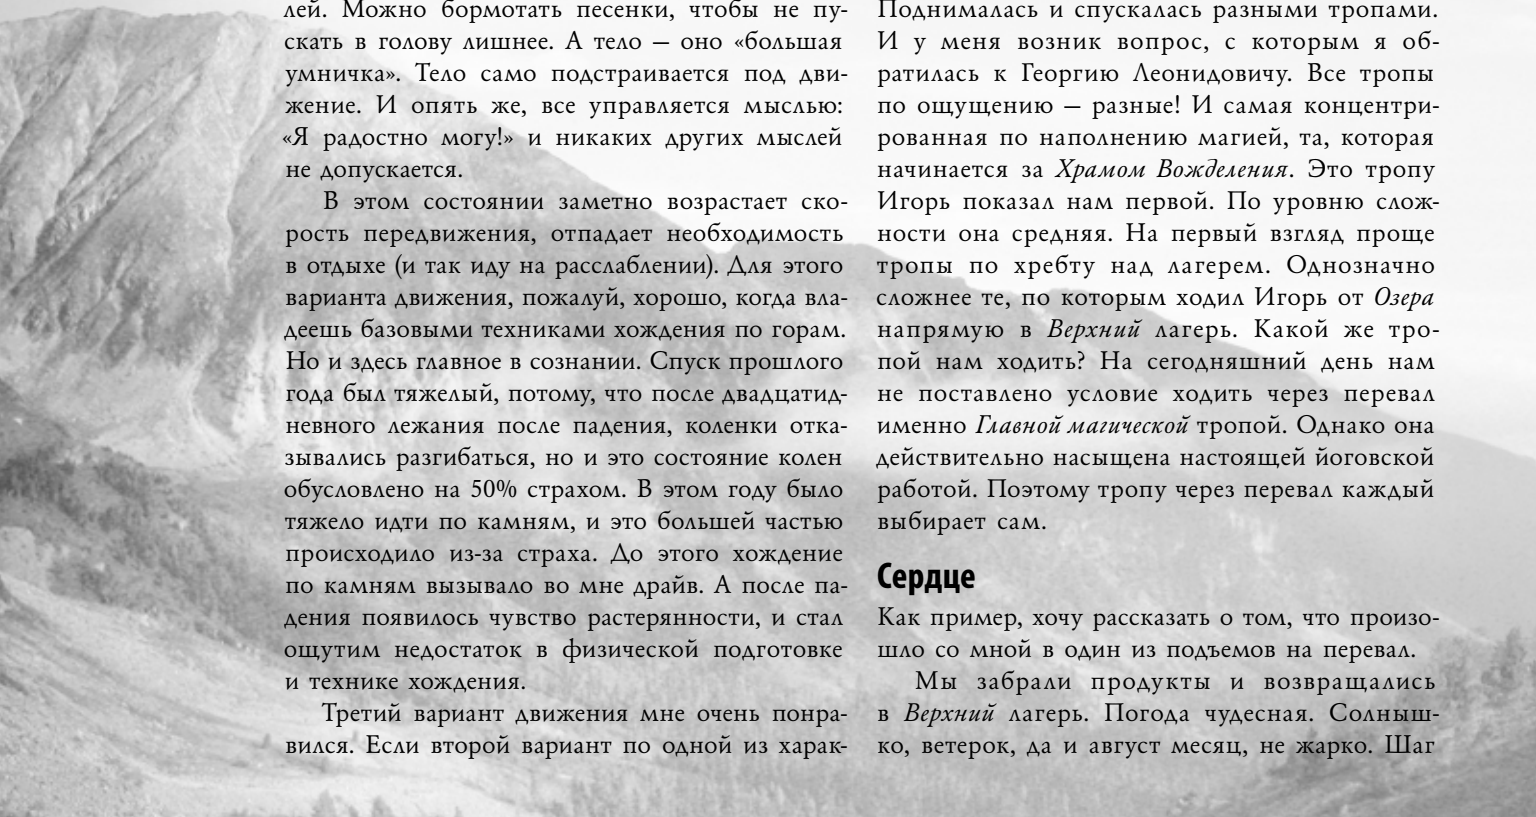 лей. Можно бормотать песенки, чтобы не пу-
скать в голову лишнее. А тело – оно «большая
умничка». Тело само подстраивается под дви-
жение. И опять же, все управляется мыслью:
«Я радостно могу!» и никаких других мыслей
не допускается.
В этом состоянии заметно возрастает ско-
рость передвижения, отпадает необходимость
в отдыхе (и так иду на расслаблении). Для этого
варианта движения, пожалуй, хорошо, когда вла-
деешь базовыми техниками хождения по горам.
Но и здесь главное в сознании. Спуск прошлого
года был тяжелый, потому, что после двадцатид-
невного лежания после падения, коленки отка-
зывались разгибаться, но и это состояние колен
обусловлено на 50% страхом. В этом году было
тяжело идти по камням, и это большей частью
происходило из-за страха. До этого хождение
по камням вызывало во мне драйв. А после па-
дения появилось чувство растерянности, и стал
ощутим недостаток в физической подготовке
и технике хождения.
Третий вариант движения мне очень понра-
вился. Если второй вариант по одной из харак-
Поднималась и спускалась разными тропами.
И у меня возник вопрос, с которым я об-
ратилась к Георгию Леонидовичу. Все тропы
по ощущению – разные! И самая концентри-
рованная по наполнению магией, та, которая
начинается за Храмом Вожделения. Это тропу
Игорь показал нам первой. По уровню слож-
ности она средняя. На первый взгляд проще
тропы по хребту над лагерем. Однозначно
сложнее те, по которым ходил Игорь от Озера
напрямую в Верхний лагерь. Какой же тро-
пой нам ходить? На сегодняшний день нам
не поставлено условие ходить через перевал
именно Главной магической тропой. Однако она
действительно насыщена настоящей йоговской
работой. Поэтому тропу через перевал каждый
выбирает сам.
Сердце
Как пример, хочу рассказать о том, что произо-
шло со мной в один из подъемов на перевал.
Мы забрали продукты и возвращались
в Верхний лагерь. Погода чудесная. Солныш-
ко, ветерок, да и август месяц, не жарко. Шаг